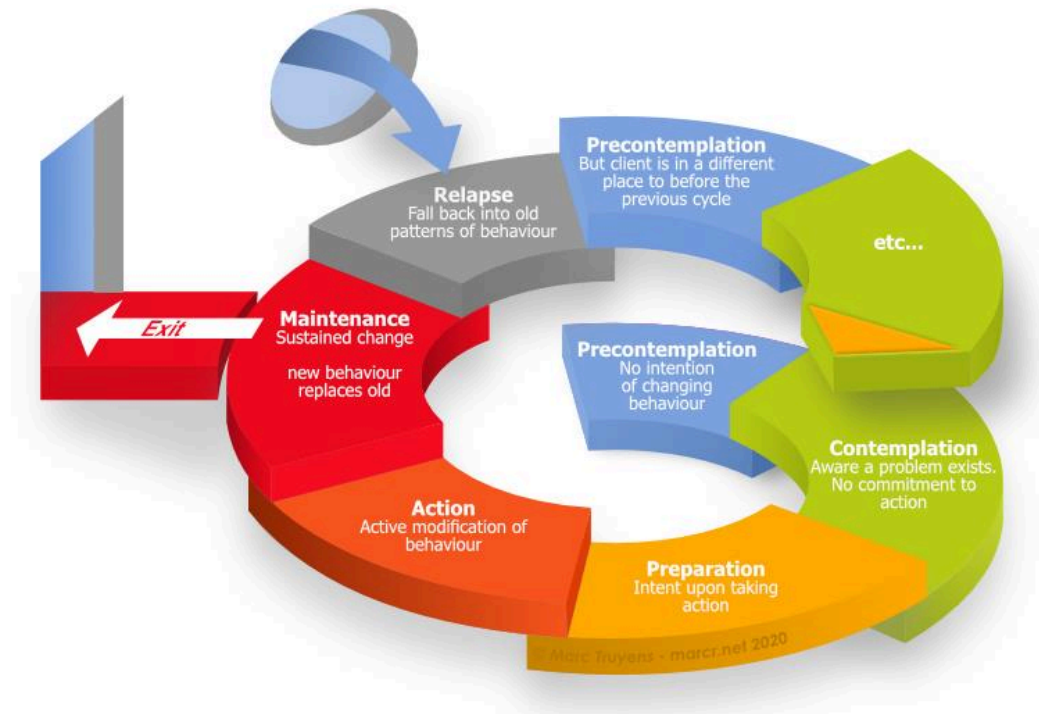 Precontemplation
But client is in a different
place to before the
previous cycle
Relapse
Fall back into old
patterns of behaviour
etc...
Exit
Maintenance
Sustained change
new behaviour
replaces old
Precontemplation
No intention
of changing
behaviour
Contemplation
Aware a problem exists.
No commitment to
action
Action
Active modification of
behaviour
Preparation
Intent upon taking
action
© Marc Truyens - marcr.net 2020